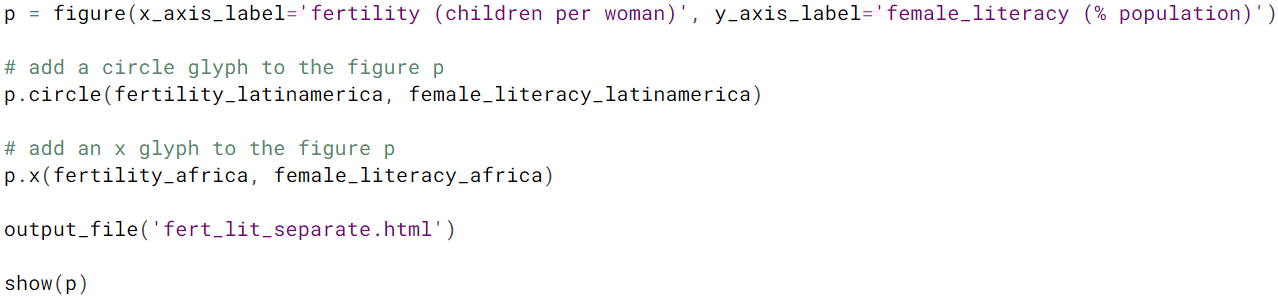 p = figure(x_axis_label='fertility (children per woman)', y_axis_label='female_literacy (% population)')
# add a circle glyph to the figure p
p.circle(fertility_latinamerica, female_literacy_latinamerica)
# add an x glyph to the figure p
p.x(fertility_africa, female_literacy_africa)
output_file('fert_lit_separate.html')
show(p)